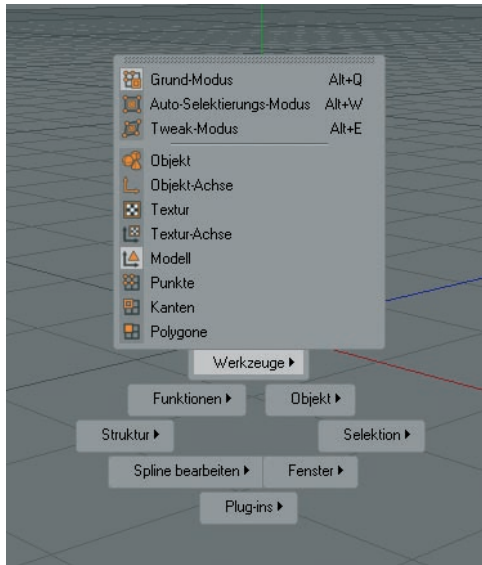 Grund-Modus Alt+Q
Auto-Selektierungs-Modus Alt+W
Tweak-Modus Alt+E
Objekt
Objekt-Achse
Textur
Textur-Achse
Modell
Punkte
Kanten
Polygone
Werkzeuge
Funktionen Objekt
Struktur Selektion
Spline bearbeiten Fenster
Plug-ins